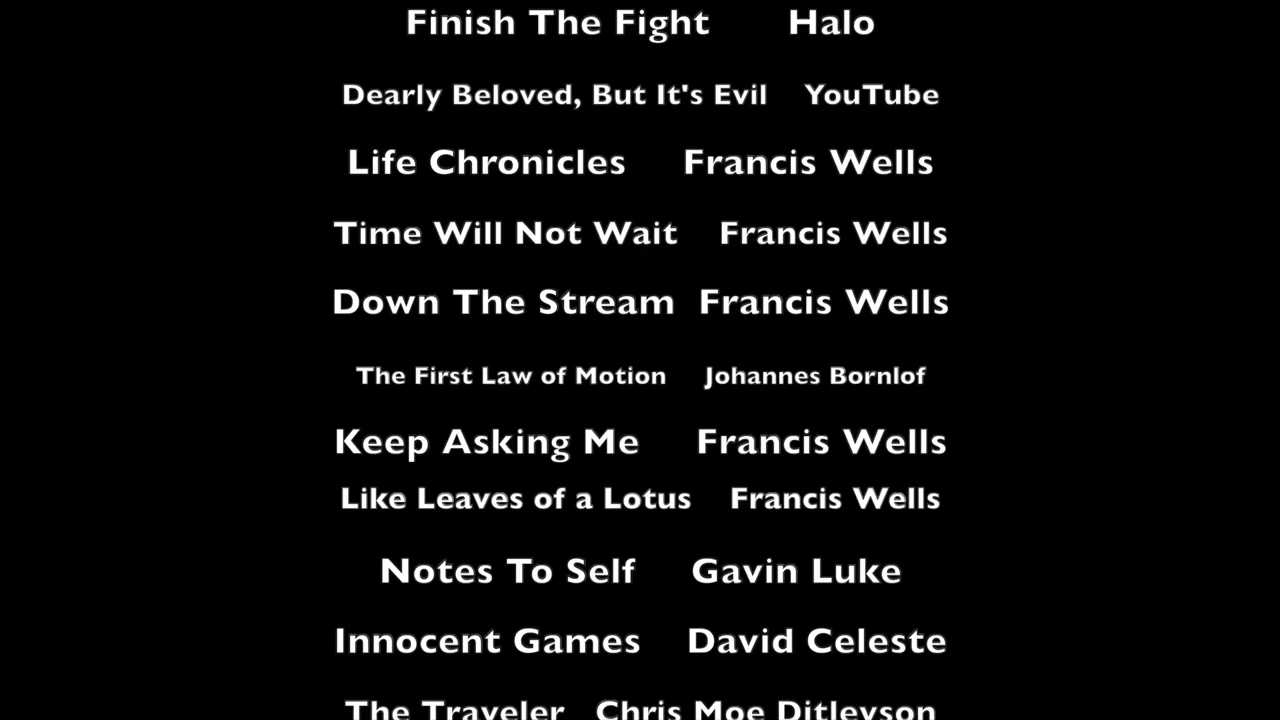 Finish The Fight Halo
Dearly Beloved, But It's Evil YouTube
Life Chronicles Francis Wells
Time Will Not Wait Francis Wells
Down The Stream Francis Wells
The First Law of Motion Johannes Bornlof
Keep Asking Me Francis Wells
Like Leaves of a Lotus Francis Wells
Notes To Self Gavin Luke
Innocent Games David Celeste
The Traveler Chris Moe Ditlevson